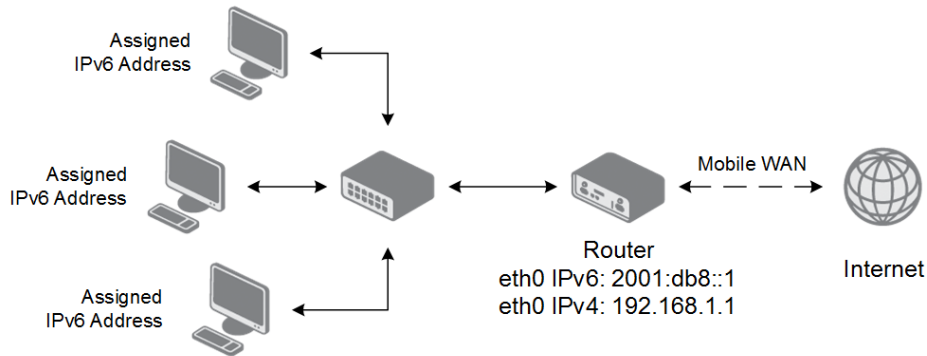 Assigned
IPv6 Address
Assigned
IPv6 Address
Assigned
IPv6 Address
Mobile WAN
Router
eth0 IPv6: 2001:db8::1
eth0 IPv4: 192.168.1.1
Internet